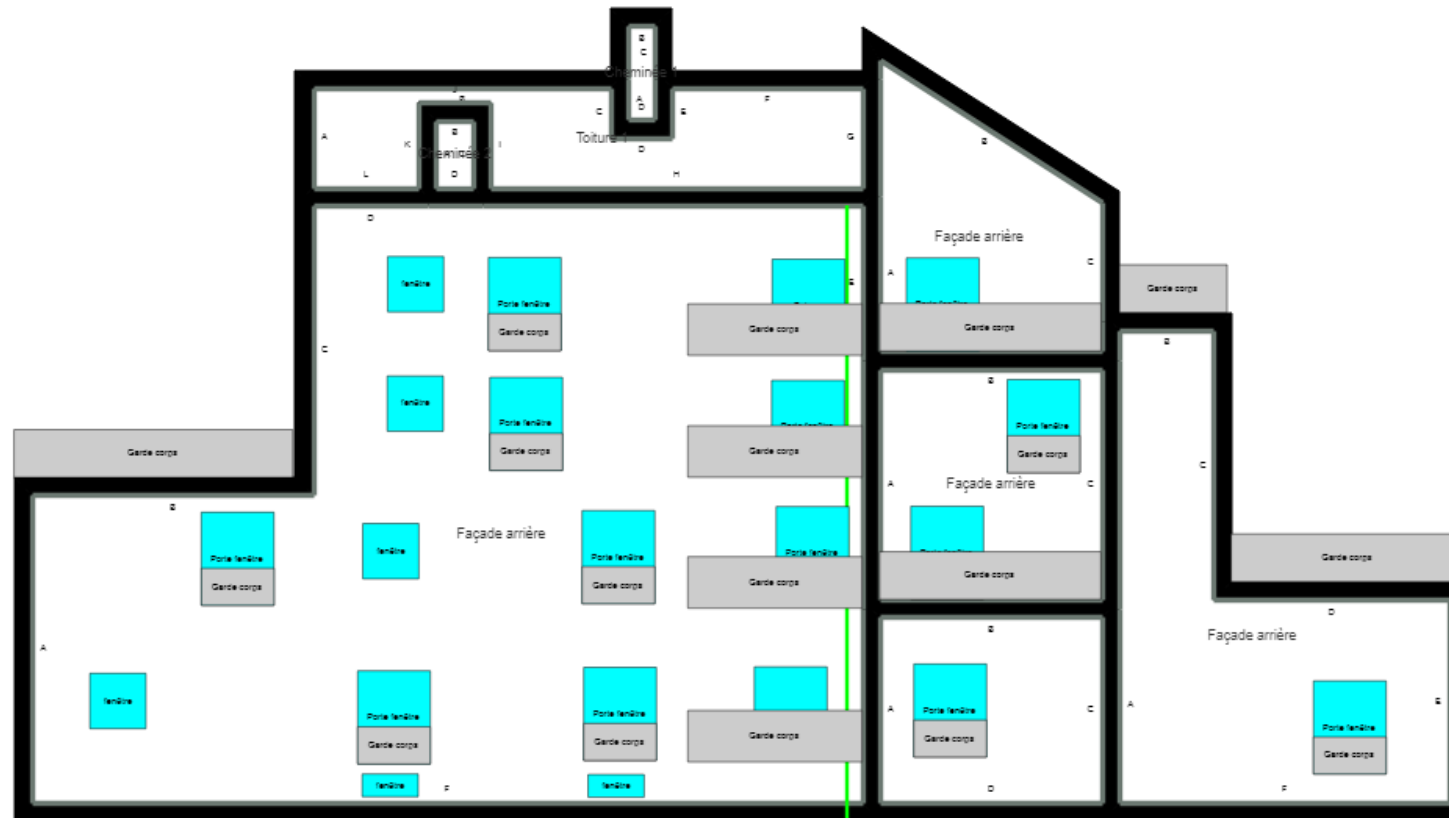 B
C
Cheminée 1
J
B
A
D
C
E
F
A
K
B
I
Toiture 1
G
D
Cheminée 2
L
D
H
B
D
Façade arrière
fenêtre
Porte fenêtre
Garde corps
E
A
C
Garde corps
Garde corps
Garde corps
C
B
B
fenêtre
Porte fenêtre
Garde corps
Garde corps
B
Porte fenêtre
Garde corps
Garde corps
C
B
Porte fenêtre
Garde corps
fenêtre
Façade arrière
Porte fenêtre
Garde corps
Porte fenêtre
Garde corps
A
Façade arrière
C
Porte fenêtre
Garde corps
Garde corps
A
B
D
Façade arrière
fenêtre
Porte fenêtre
Garde corps
Porte fenêtre
Garde corps
Garde corps
A
Porte fenêtre
Garde corps
C
A
Porte fenêtre
Garde corps
E
fenêtre
F
fenêtre
D
F